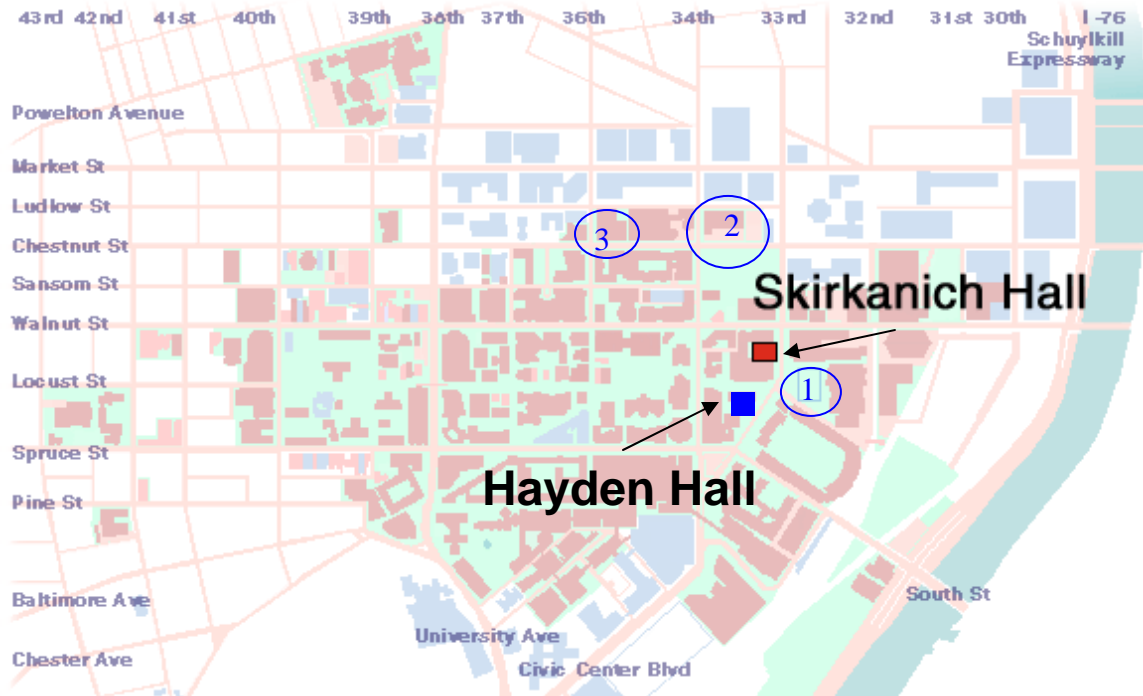 43rd 42nd 41st 40th 39th 38th 37th 36th 34th 33rd 32nd 31st 30th I-76
Schuylkill
Expressway
Powelton Avenue
Market St
Ludlow St
3
2
Chestnut St
Sansom St
Skirkanich Hall
Walnut St
Locust St
1
Spruce St
Hayden Hall
Pine St
Baltimore Ave
South St
University Ave
Chester Ave
Civic Center Blvd